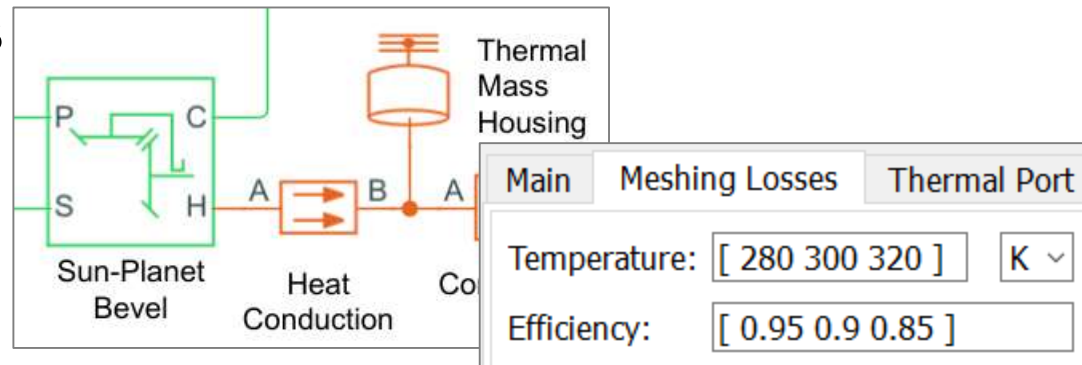 P
C
S
H
A
B
A
Thermal
Mass
Housing
Sun-Planet
Bevel
Heat
Conduction
Main
Meshing Losses
Thermal Port
Temperature:
[ 280 300 320 ]
K
Efficiency:
[ 0.95 0.9 0.85 ]